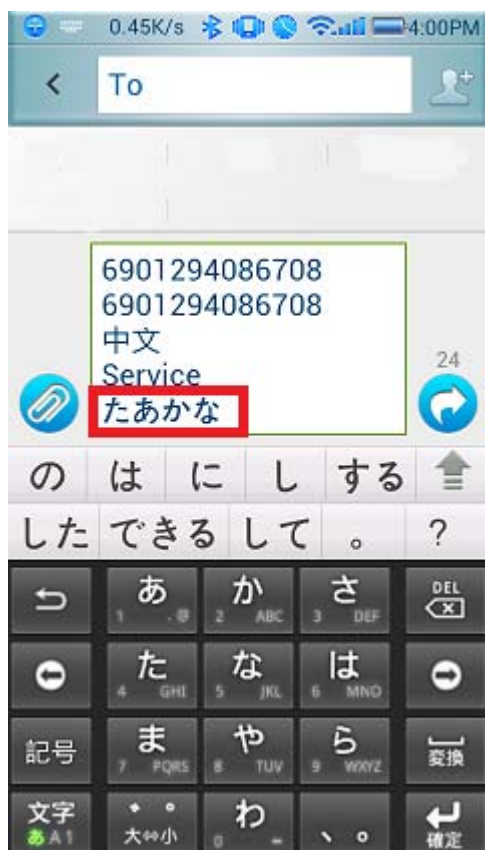 0.45K/s 4:00PM
To
6901294086708
6901294086708
中文
Service
たあかな
24
の は に し する
した できる して 。 ?
1 あ .@ 2 か ABC 3 さ DEF DEL
4 た GHI 5 な JKL 6 は MNO
記号 7 ま PQRS 8 や TUV 9 ら WXYZ 変換
文字 あA1 ゛゜ 大⇔小 0 わ - 、。 確定